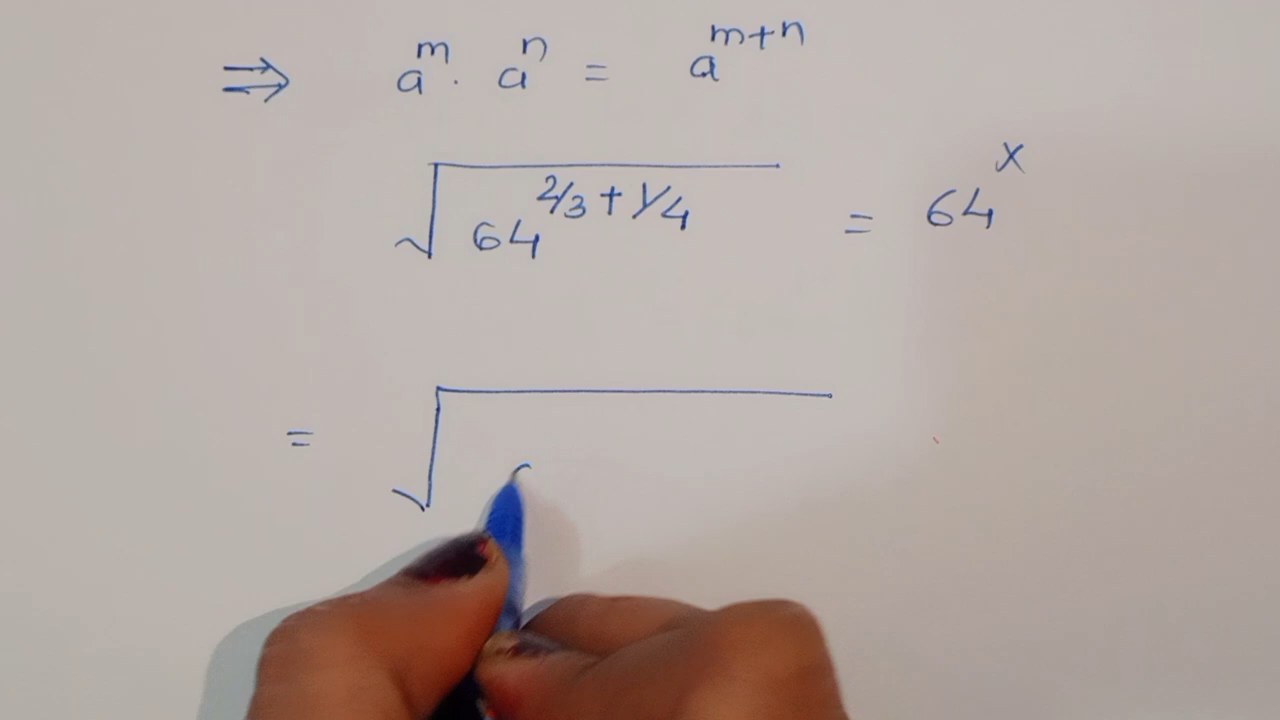 ⇒ a^m · a^n = a^(m+n)
√(64^(2/3 + 1/4)) = 64^x
= √